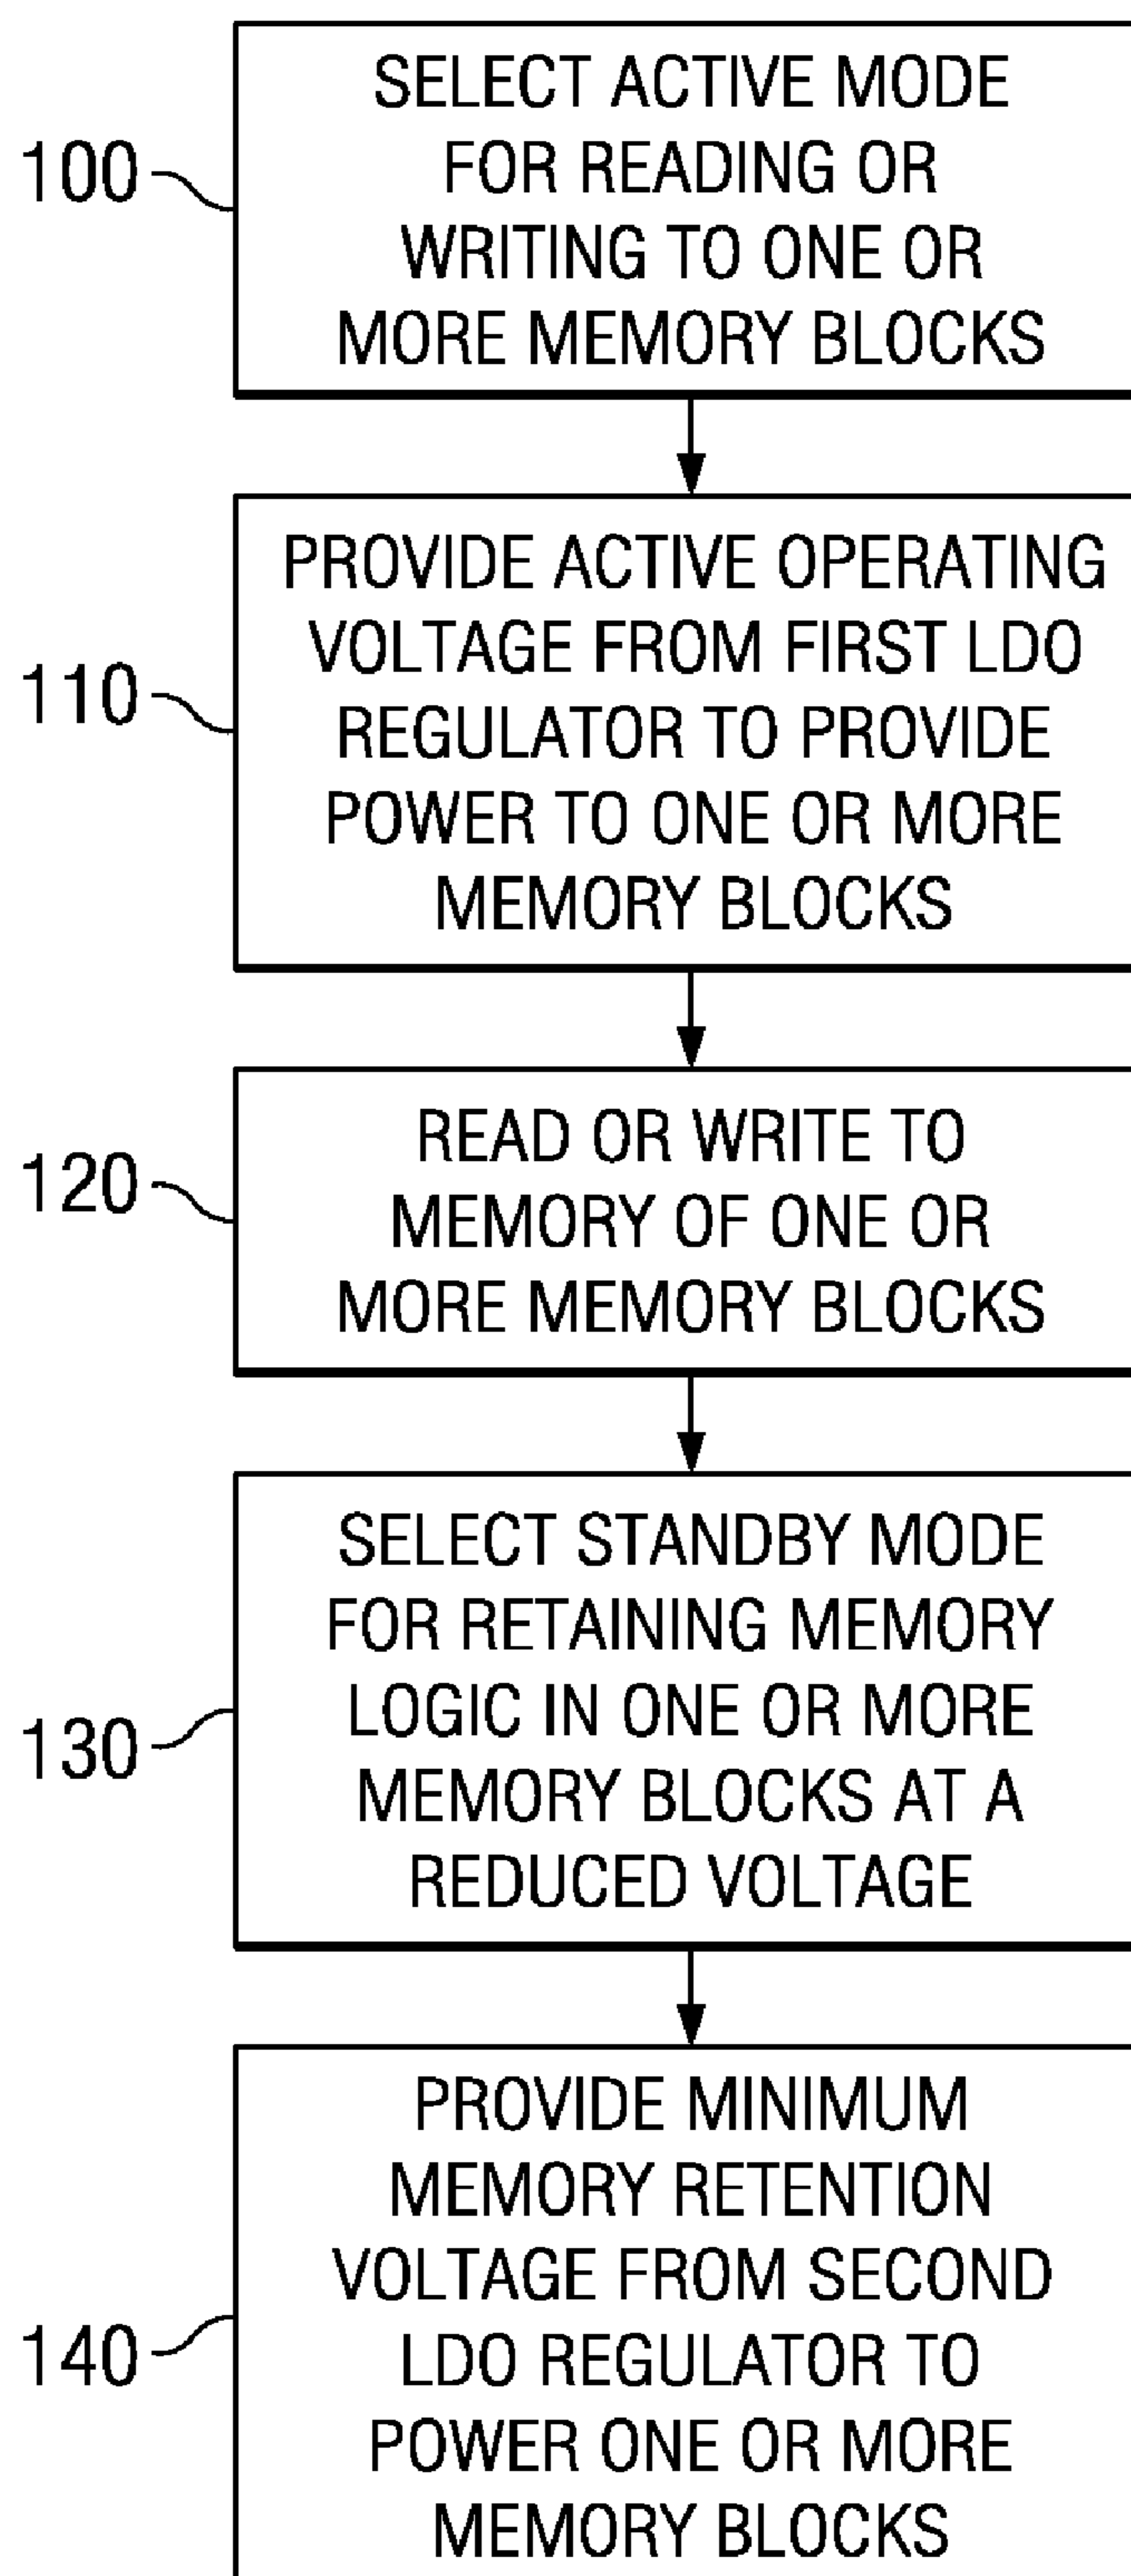 100
SELECT ACTIVE MODE
FOR READING OR
WRITING TO ONE OR
MORE MEMORY BLOCKS
110
PROVIDE ACTIVE OPERATING
VOLTAGE FROM FIRST LDO
REGULATOR TO PROVIDE
POWER TO ONE OR MORE
MEMORY BLOCKS
120
READ OR WRITE TO
MEMORY OF ONE OR
MORE MEMORY BLOCKS
130
SELECT STANDBY MODE
FOR RETAINING MEMORY
LOGIC IN ONE OR MORE
MEMORY BLOCKS AT A
REDUCED VOLTAGE
140
PROVIDE MINIMUM
MEMORY RETENTION
VOLTAGE FROM SECOND
LDO REGULATOR TO
POWER ONE OR MORE
MEMORY BLOCKS